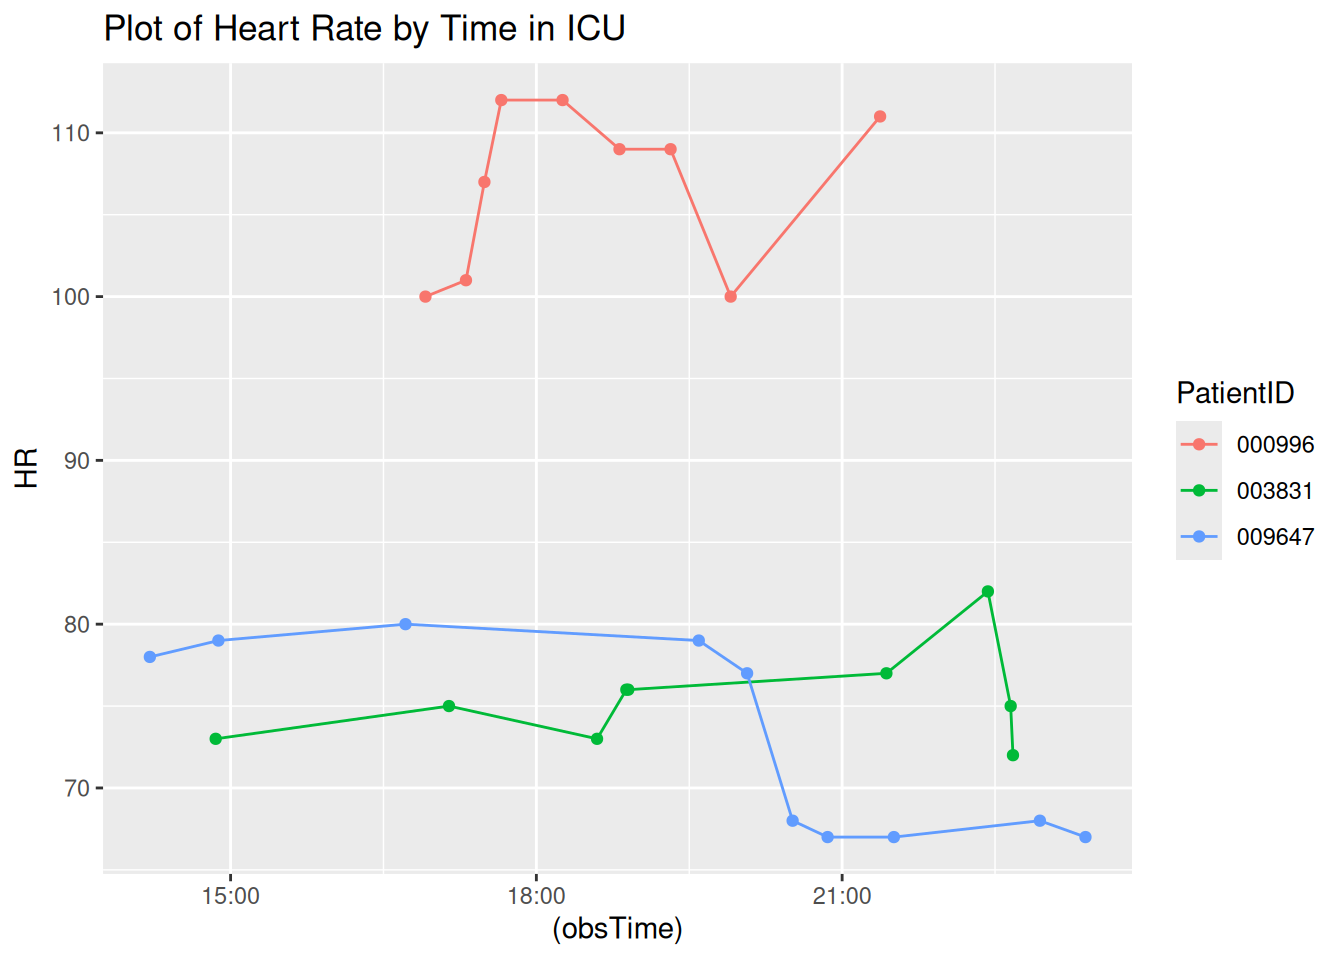 Plot of Heart Rate by Time in ICU
HR
110
100
90
80
70
15:00 18:00 21:00
(obsTime)
PatientID
000996
003831
009647